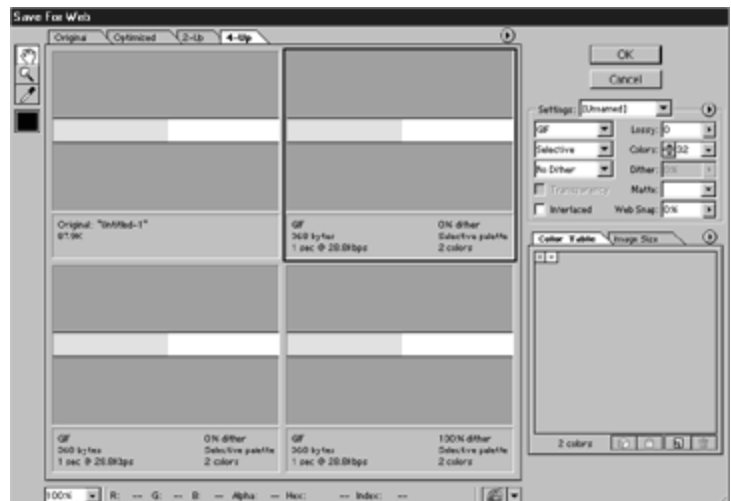 Save For Web
Original Optimized 2-Up 4-Up
OK
Cancel
Settings: [Unnamed]
GIF Lossy: 0
Selective Colors: 32
No Dither Dither: 0%
Transparency Matte:
Interlaced Web Snap: 0%
Original: "Untitled-1"
87.9K
GIF 0% dither
360 bytes Selective palette
1 sec @ 28.8Kbps 2 colors
Color Table Image Size
GIF 0% dither
360 bytes Selective palette
1 sec @ 28.8Kbps 2 colors
GIF 100% dither
360 bytes Selective palette
1 sec @ 28.8Kbps 2 colors
2 colors
100% R: -- G: -- B: -- Alpha: -- Hex: -- Index: --